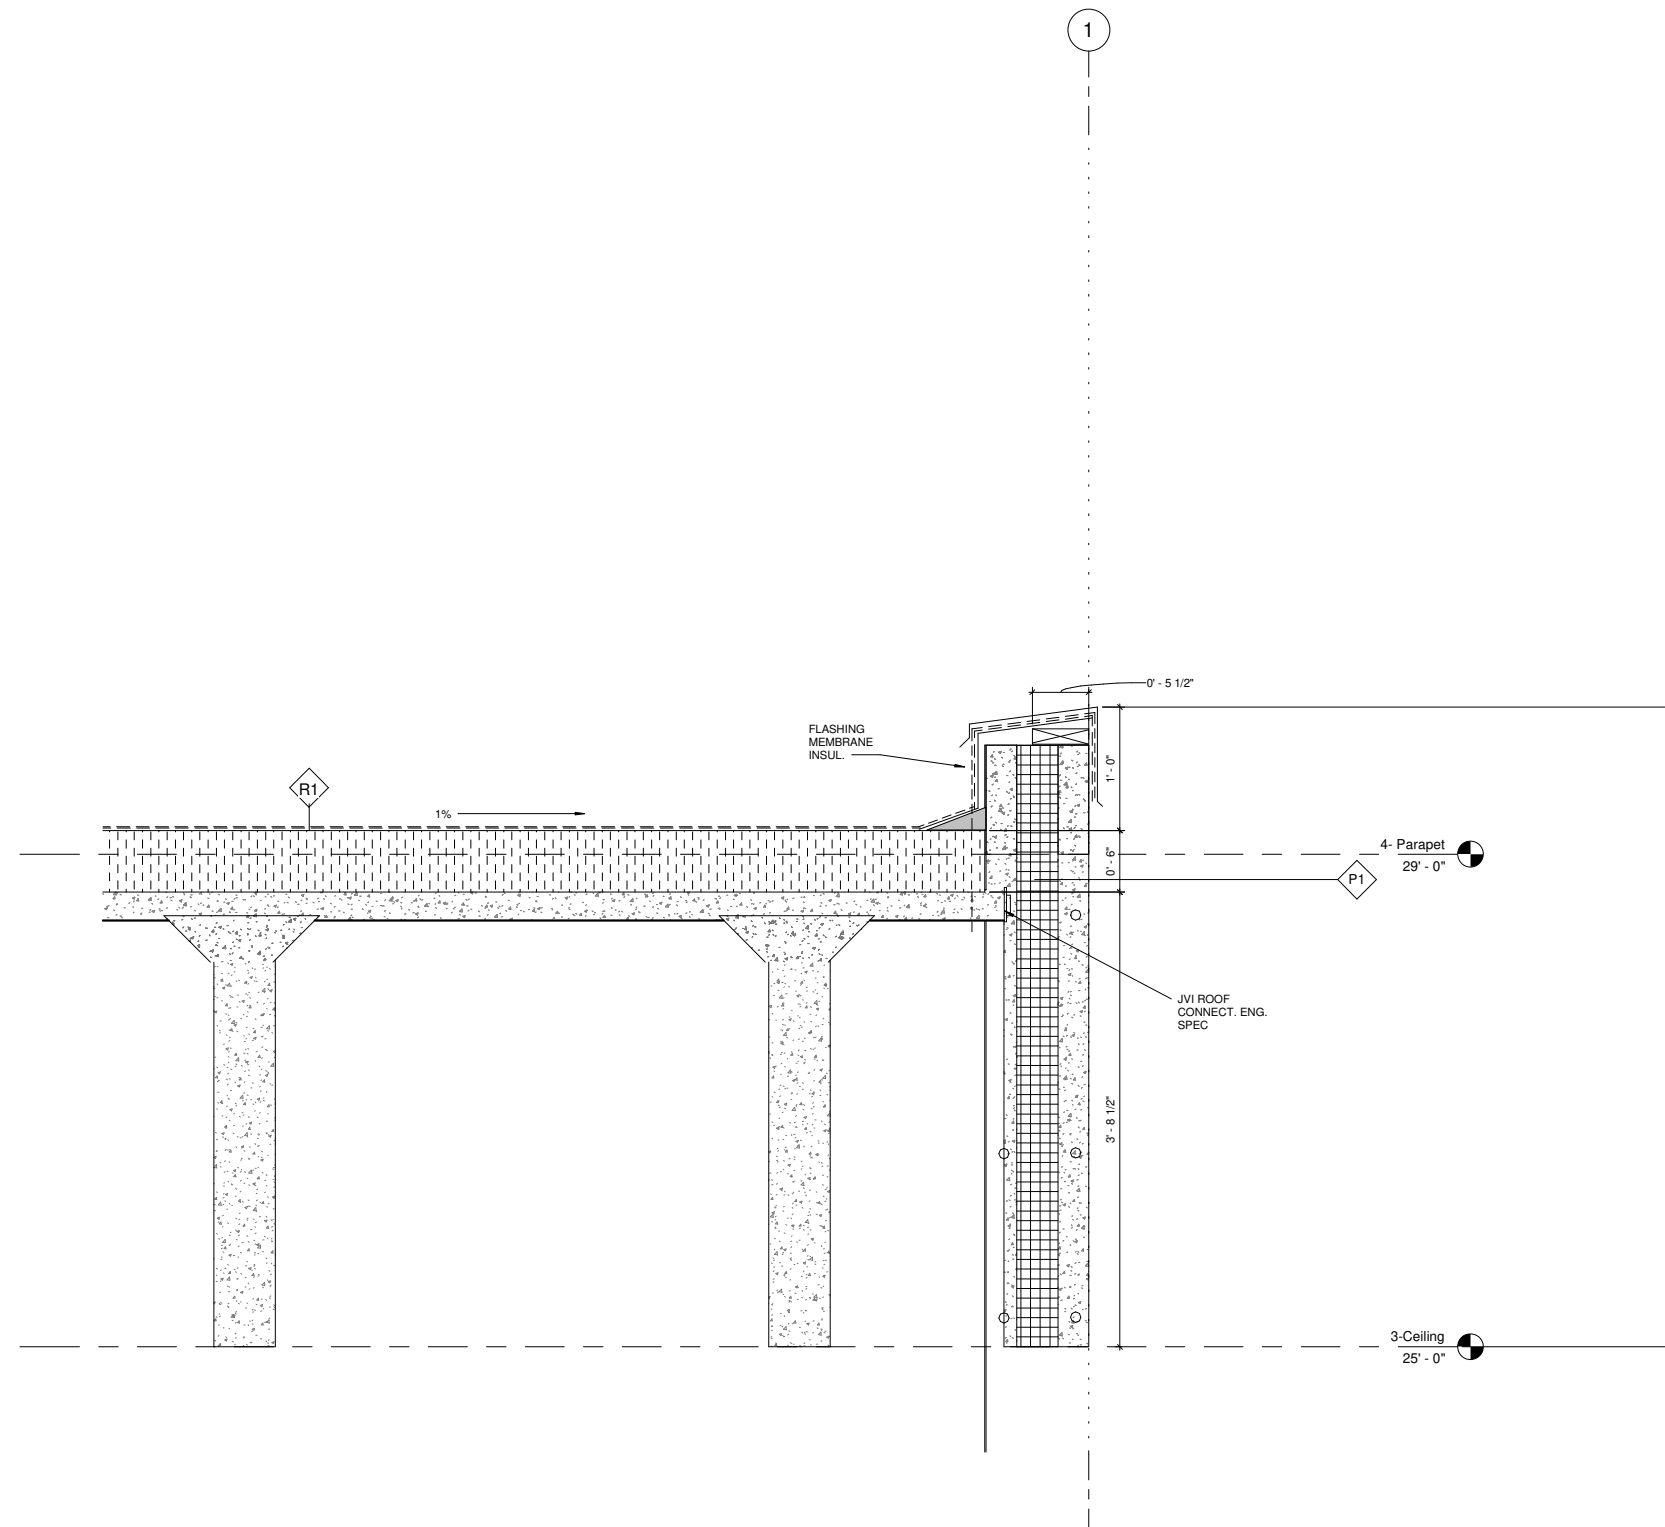 1
0' - 5 1/2"
FLASHING
MEMBRANE
INSUL.
1' - 0"
R1
1%
4- Parapet
29' - 0"
0' - 6"
P1
JVI ROOF
CONNECT. ENG.
SPEC
3' - 8 1/2"
3-Ceiling
25' - 0"